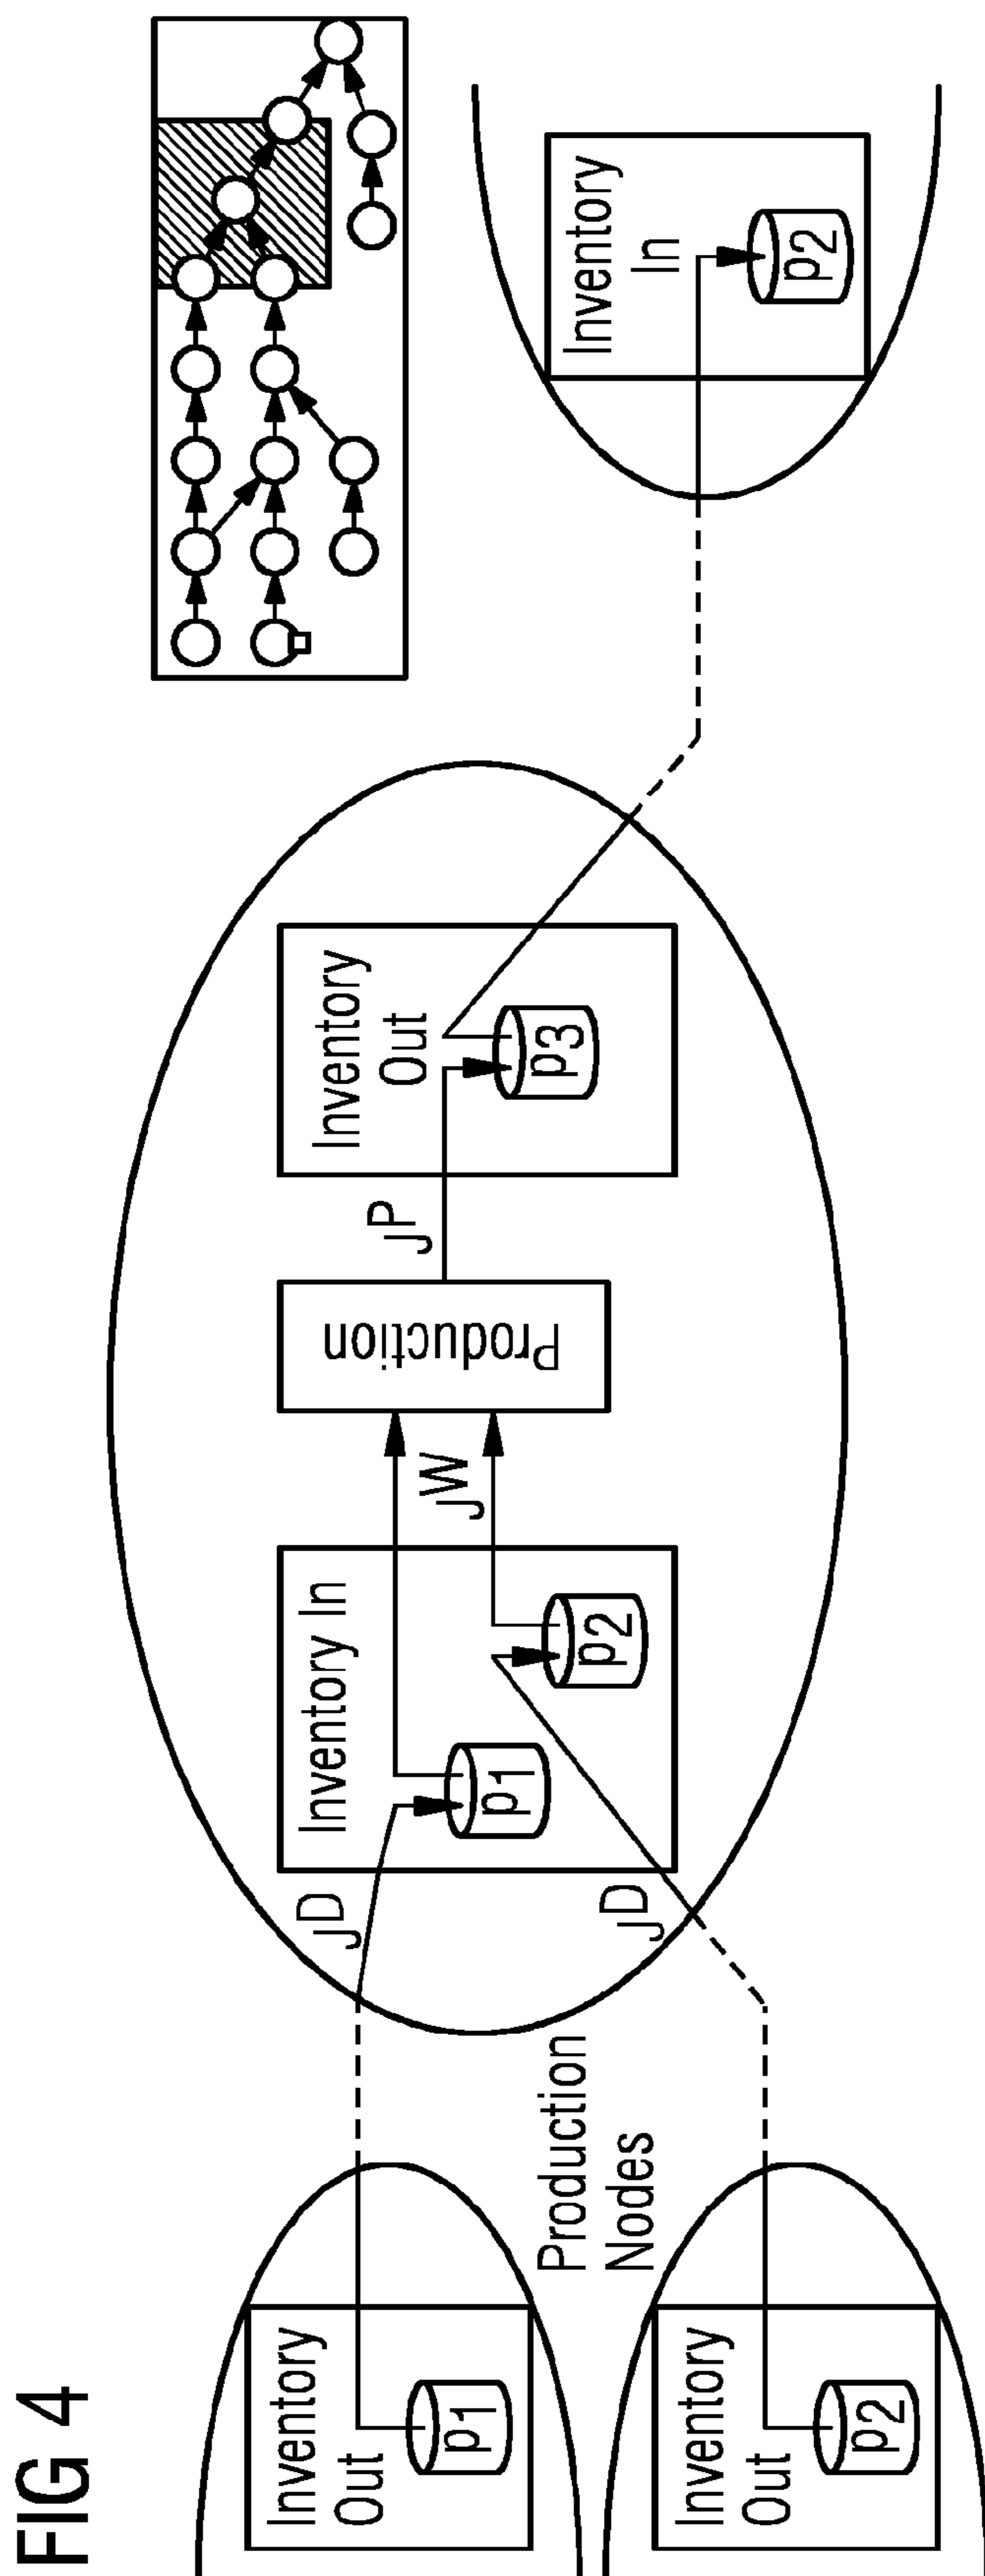 FIG 4
Inventory
Out
p1
Inventory
Out
p2
Production
Nodes
jD
jD
Inventory In
p1
p2
jW
Production
jP
Inventory
Out
p3
Inventory
In
p2